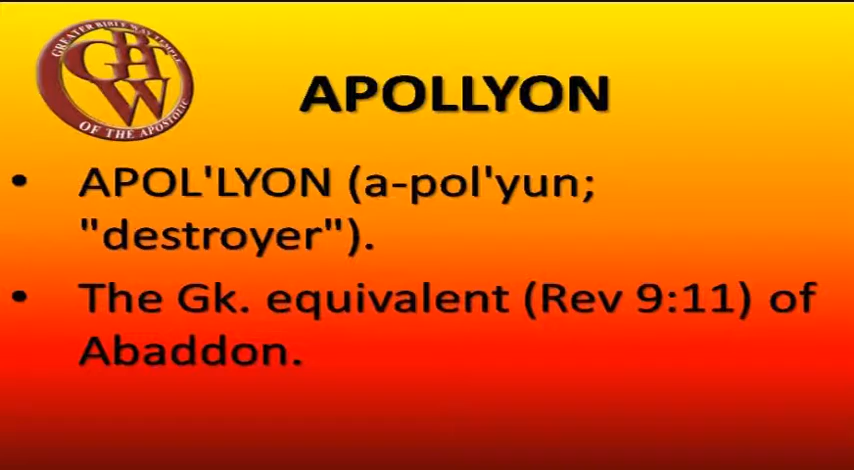 GREATER BIBLE WAY TEMPLE
GBWT
OF THE APOSTOLIC
APOLLYON
• APOL'LYON (a-pol'yun;
"destroyer").
• The Gk. equivalent (Rev 9:11) of
Abaddon.